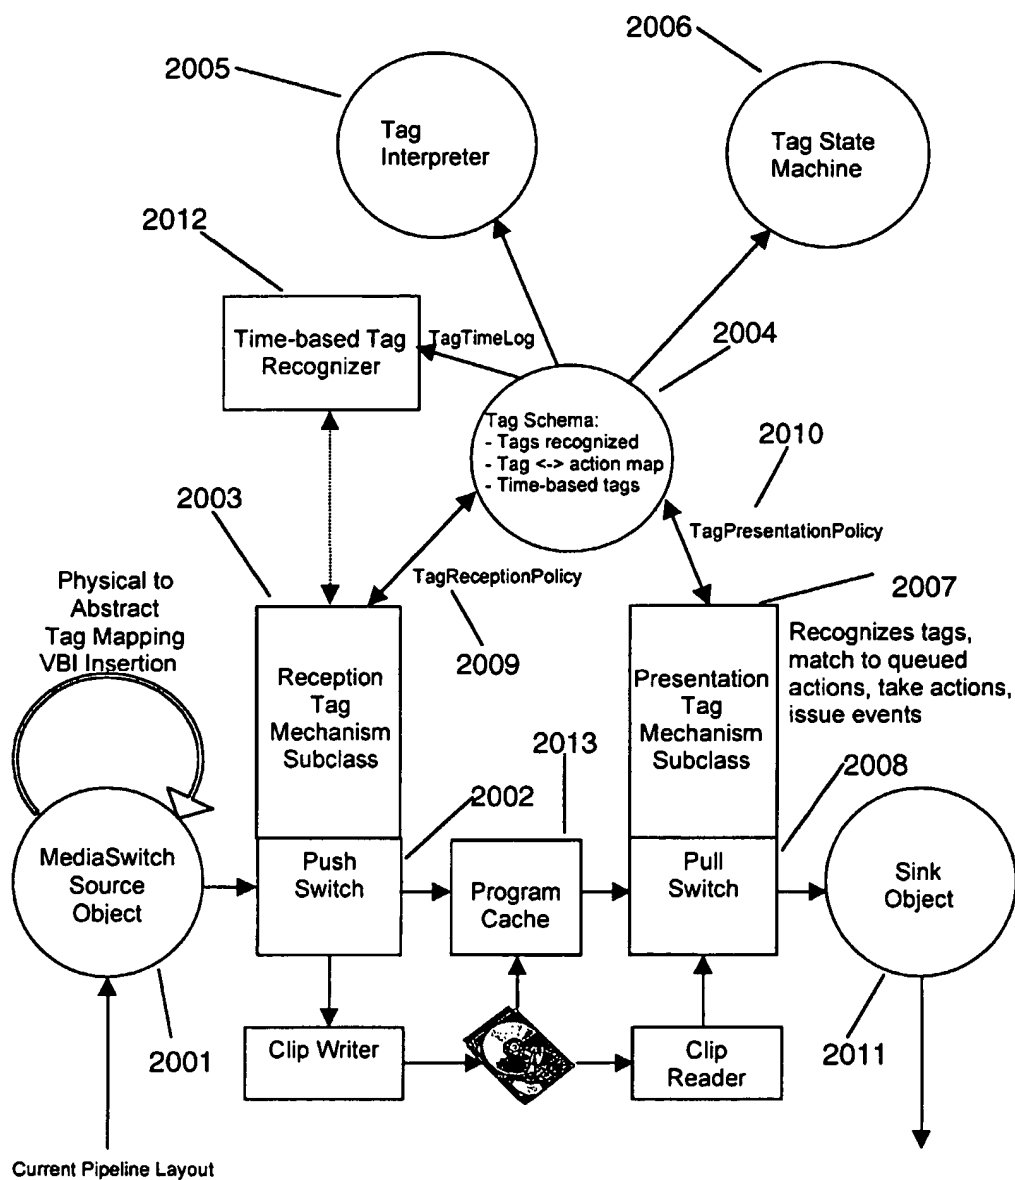 2006
2005
Tag
Interpreter
Tag State
Machine
2012
Time-based Tag
Recognizer
TagTimeLog
2004
Tag Schema:
- Tags recognized
- Tag <-> action map
- Time-based tags
2010
2003
TagPresentationPolicy
TagReceptionPolicy
2007
Physical to
Abstract
Tag Mapping
VBI Insertion
2009
Recognizes tags,
match to queued
actions, take actions,
issue events
Reception
Tag
Mechanism
Subclass
Presentation
Tag
Mechanism
Subclass
2013
2008
2002
MediaSwitch
Source
Object
Push
Switch
Program
Cache
Pull
Switch
Sink
Object
2001
Clip Writer
Clip
Reader
2011
Current Pipeline Layout